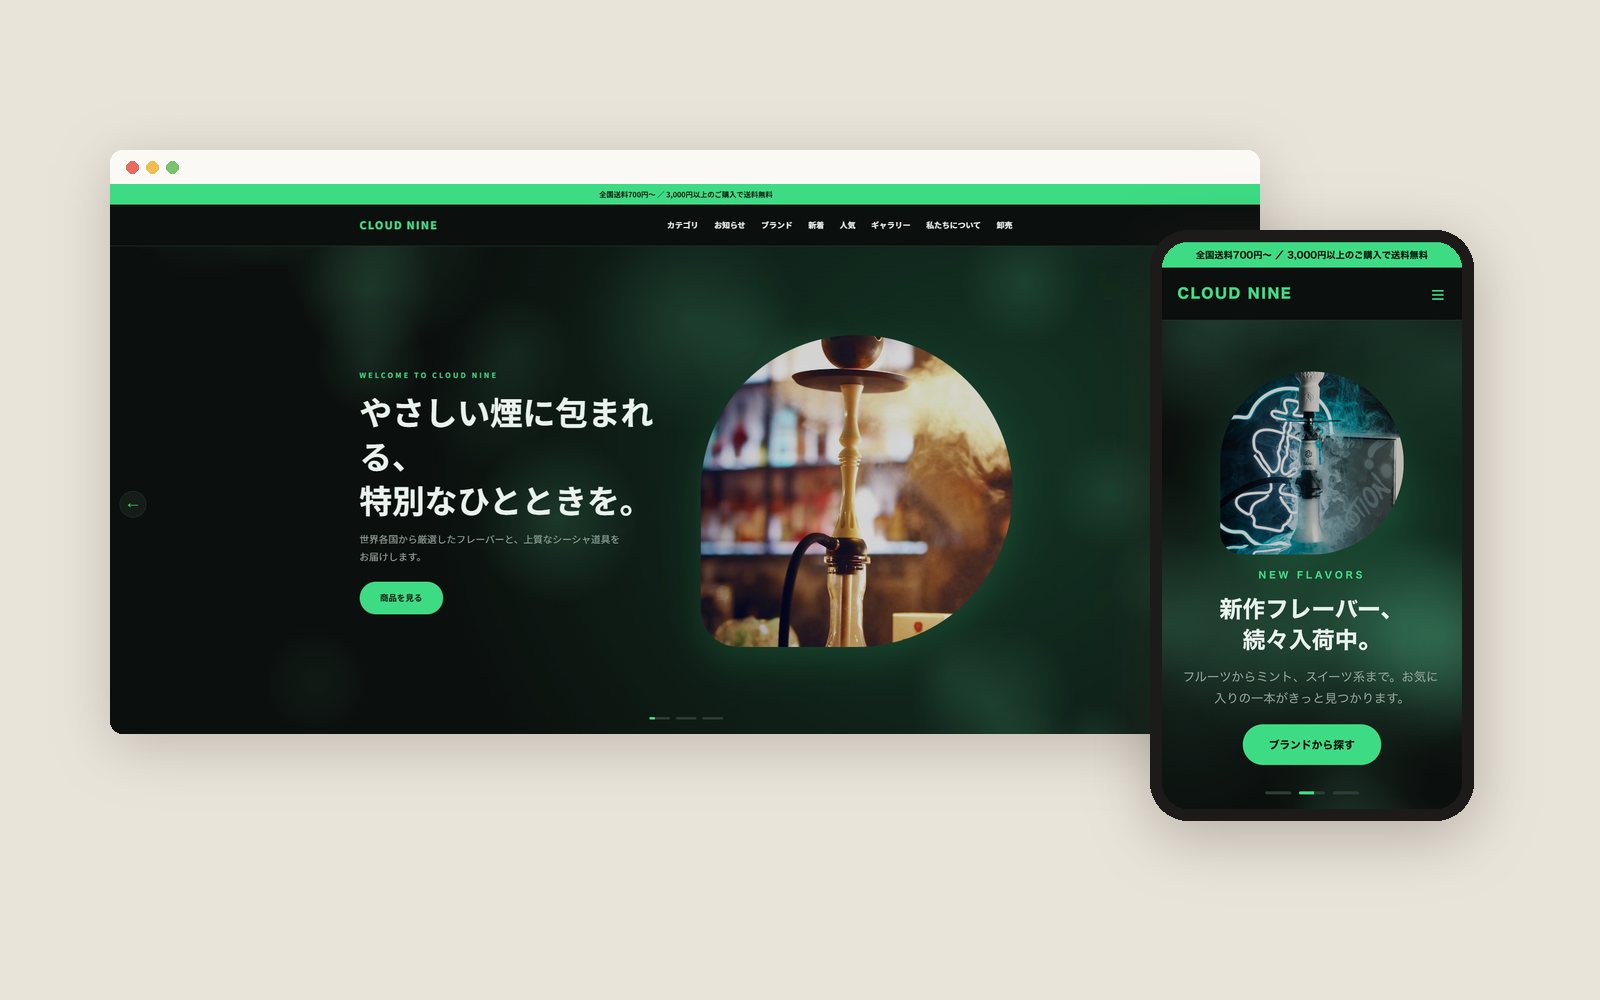 全国送料700円〜 ／ 3,000円以上のご購入で送料無料
CLOUD NINE
カテゴリ お知らせ ブランド 新着 人気 ギャラリー 私たちについて 卸売
WELCOME TO CLOUD NINE
やさしい煙に包まれ
る、
特別なひとときを。
世界各国から厳選したフレーバーと、上質なシーシャ道具を
お届けします。
商品を見る
全国送料700円〜 ／ 3,000円以上のご購入で送料無料
CLOUD NINE
NEW FLAVORS
新作フレーバー、
続々入荷中。
フルーツからミント、スイーツ系まで。お気に
入りの一本がきっと見つかります。
ブランドから探す